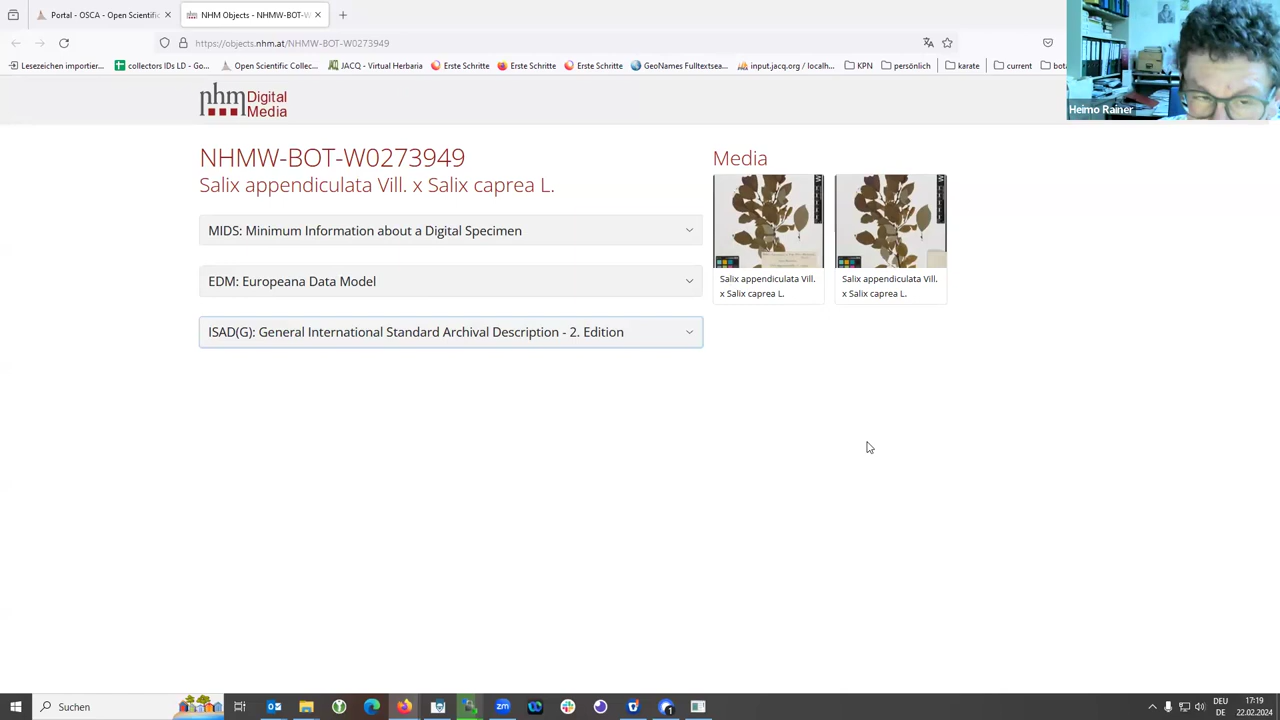 Portal - OSCA - Open Scientific
NHM Objects - NHMW-BOT-W
https://objects.nhm.at/NHMW-BOT-W0273949
Lesezeichen importier...
collectors IDs LD - Go...
Open Scientific Collec...
JACQ - Virtual Herbaria
Erste Schritte
Erste Schritte
Erste Schritte
GeoNames Fulltextsea...
input.jacq.org / localh...
KPN
persönlich
karate
current
bota
Heimo Rainer
nhm Digital
Media
NHMW-BOT-W0273949
Salix appendiculata Vill. x Salix caprea L.
MIDS: Minimum Information about a Digital Specimen
EDM: Europeana Data Model
ISAD(G): General International Standard Archival Description - 2. Edition
Media
Salix appendiculata Vill.
x Salix caprea L.
Salix appendiculata Vill.
x Salix caprea L.
Suchen
DEU
DE
17:19
22.02.2024